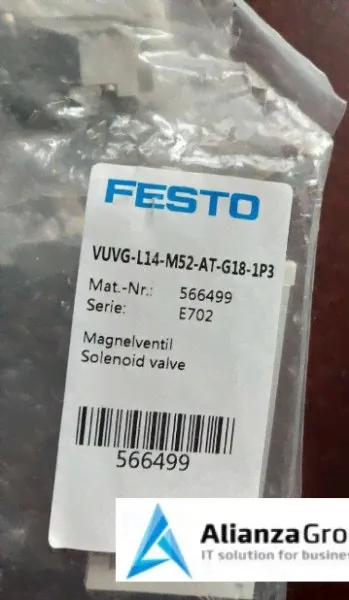 FESTO
VUVG-L14-M52-AT-G18-1P3
Mat.-Nr.: 566499
Serie: E702
Magnelventil
Solenoid valve
566499
AlianzaGro
IT solution for busines